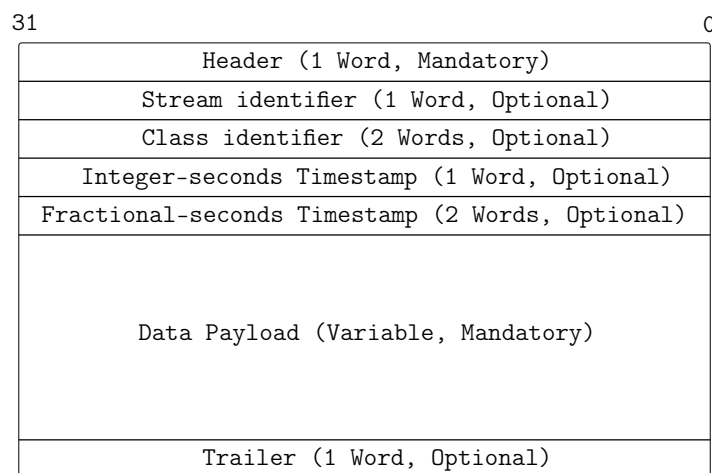 31 0
Header (1 Word, Mandatory)
Stream identifier (1 Word, Optional)
Class identifier (2 Words, Optional)
Integer-seconds Timestamp (1 Word, Optional)
Fractional-seconds Timestamp (2 Words, Optional)
Data Payload (Variable, Mandatory)
Trailer (1 Word, Optional)